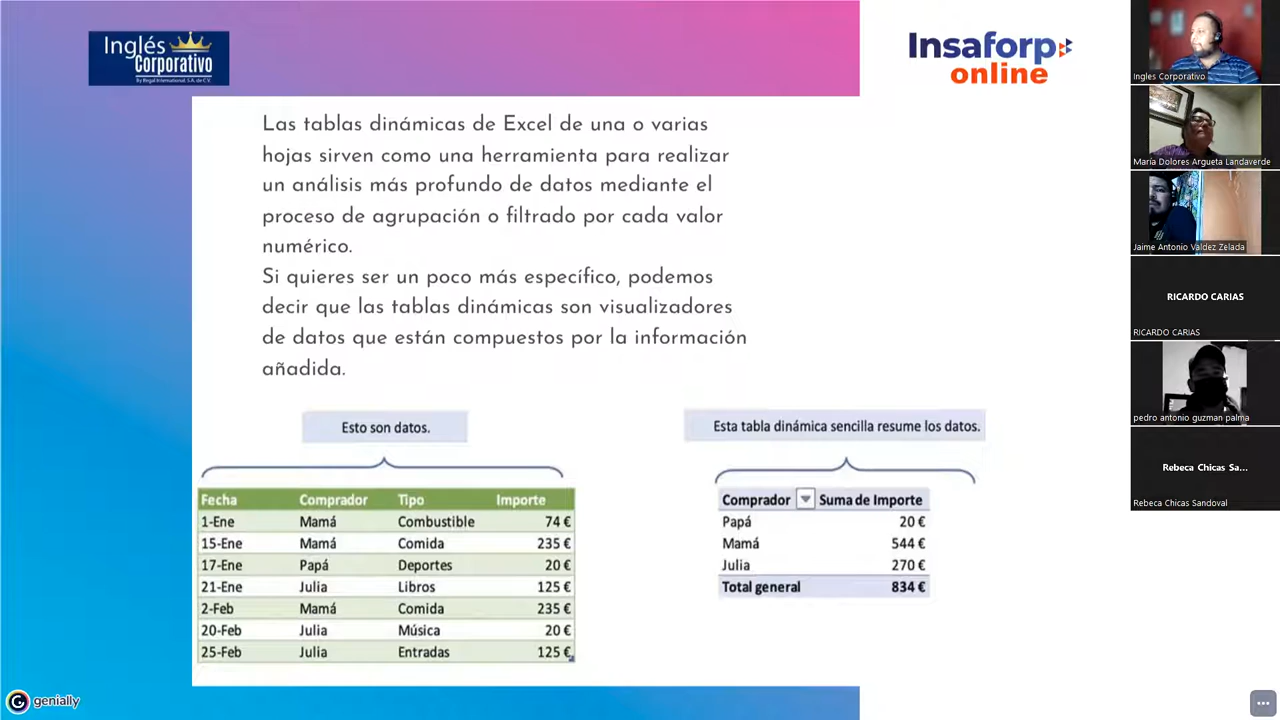 Inglés
Corporativo
By Regal International, S.A. de C.V.
Insaforp
online
Las tablas dinámicas de Excel de una o varias
hojas sirven como una herramienta para realizar
un análisis más profundo de datos mediante el
proceso de agrupación o filtrado por cada valor
numérico.
Si quieres ser un poco más específico, podemos
decir que las tablas dinámicas son visualizadores
de datos que están compuestos por la información
añadida.
Esto son datos.
Fecha Comprador Tipo Importe
1-Ene Mamá Combustible 74 €
15-Ene Mamá Comida 235 €
17-Ene Papá Deportes 20 €
21-Ene Julia Libros 125 €
2-Feb Mamá Comida 235 €
20-Feb Julia Música 20 €
25-Feb Julia Entradas 125 €
Esta tabla dinámica sencilla resume los datos.
Comprador Suma de Importe
Papá 20 €
Mamá 544 €
Julia 270 €
Total general 834 €
genially
Ingles Corporativo
María Dolores Argueta Landaverde
Jaime Antonio Valdez Zelada
RICARDO CARIAS
RICARDO CARIAS
pedro antonio guzman palma
Rebeca Chicas Sa...
Rebeca Chicas Sandoval